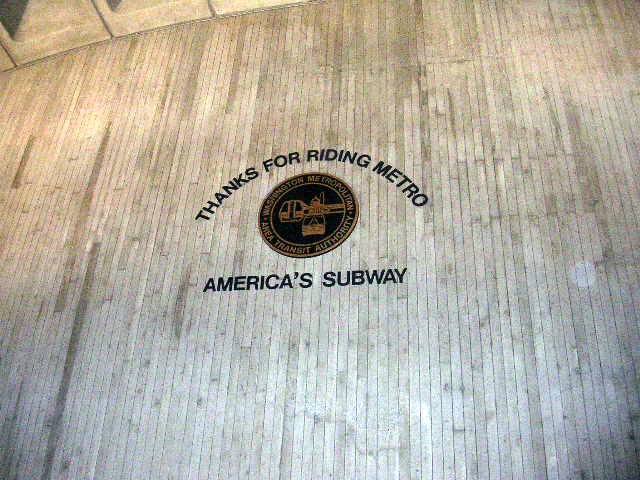 THANKS FOR RIDING METRO
WASHINGTON METROPOLITAN
AREA TRANSIT AUTHORITY
AMERICA'S SUBWAY